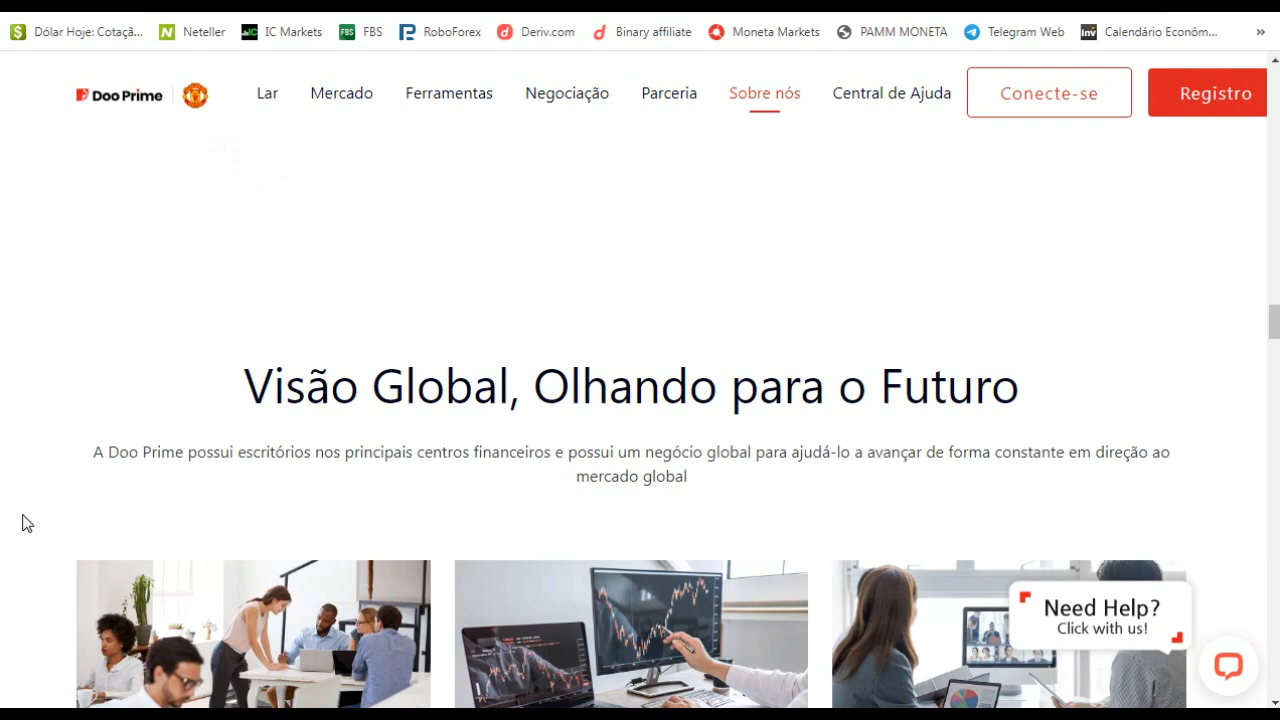 Dólar Hoje: Cotaçã... Neteller IC Markets FBS FBS RoboForex Deriv.com Binary affiliate Moneta Markets PAMM MONETA Telegram Web Inv Calendário Econôm... »
Doo Prime Lar Mercado Ferramentas Negociação Parceria Sobre nós Central de Ajuda Conecte-se Registro
Visão Global, Olhando para o Futuro
A Doo Prime possui escritórios nos principais centros financeiros e possui um negócio global para ajudá-lo a avançar de forma constante em direção ao
mercado global
Need Help?
Click with us!